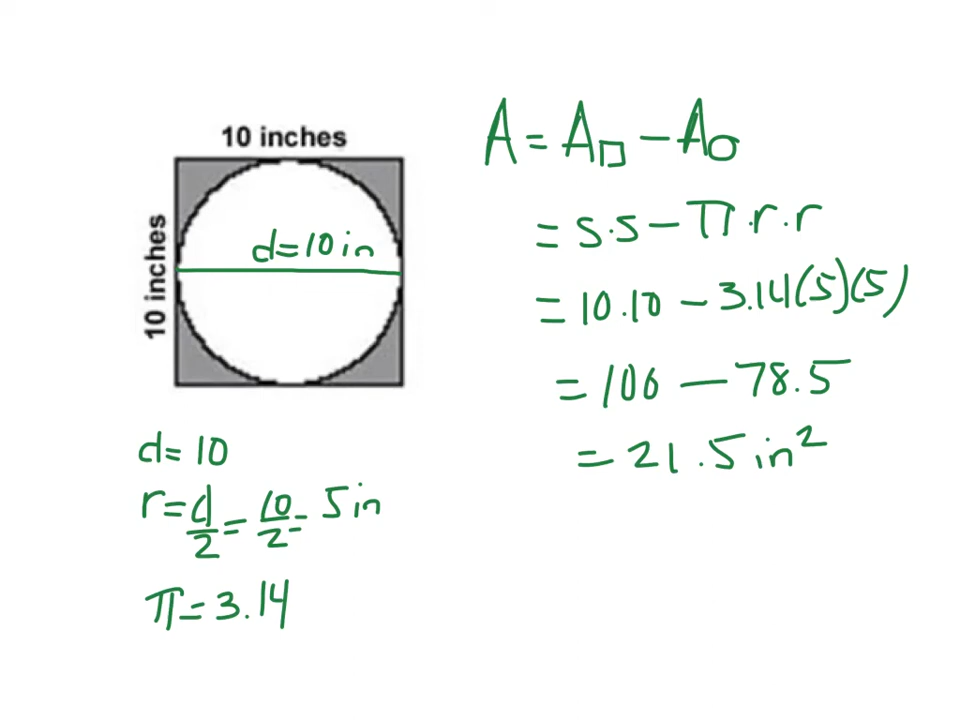 10 inches
10 inches
d=10 in
d= 10
r= d/2 = 10/2 = 5 in
π= 3.14
A = A□ − A○
= s.s − π.r.r
= 10.10 − 3.14(5)(5)
= 100 − 78.5
= 21.5 in²